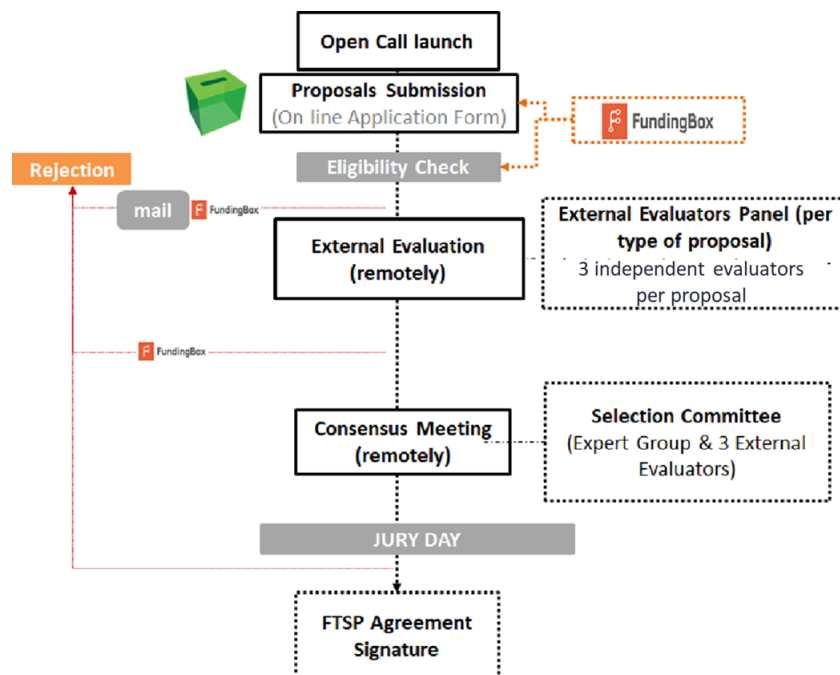 Open Call launch
Proposals Submission
(On line Application Form)
FundingBox
Eligibility Check
Rejection
mail
FundingBox
External Evaluation
(remotely)
External Evaluators Panel (per
type of proposal)
3 independent evaluators
per proposal
FundingBox
Consensus Meeting
(remotely)
Selection Committee
(Expert Group & 3 External
Evaluators)
JURY DAY
FTSP Agreement
Signature